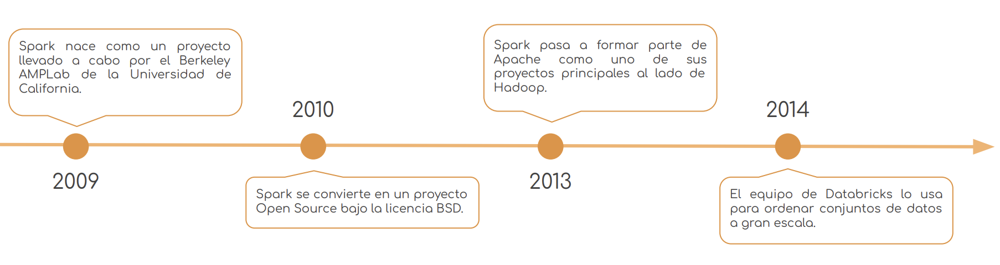 Spark nace como un proyecto
llevado a cabo por el Berkeley
AMPLab de la Universidad de
California.
2009
2010
Spark se convierte en un proyecto
Open Source bajo la licencia BSD.
Spark pasa a formar parte de
Apache como uno de sus
proyectos principales al lado de
Hadoop.
2013
2014
El equipo de Databricks lo usa
para ordenar conjuntos de datos
a gran escala.